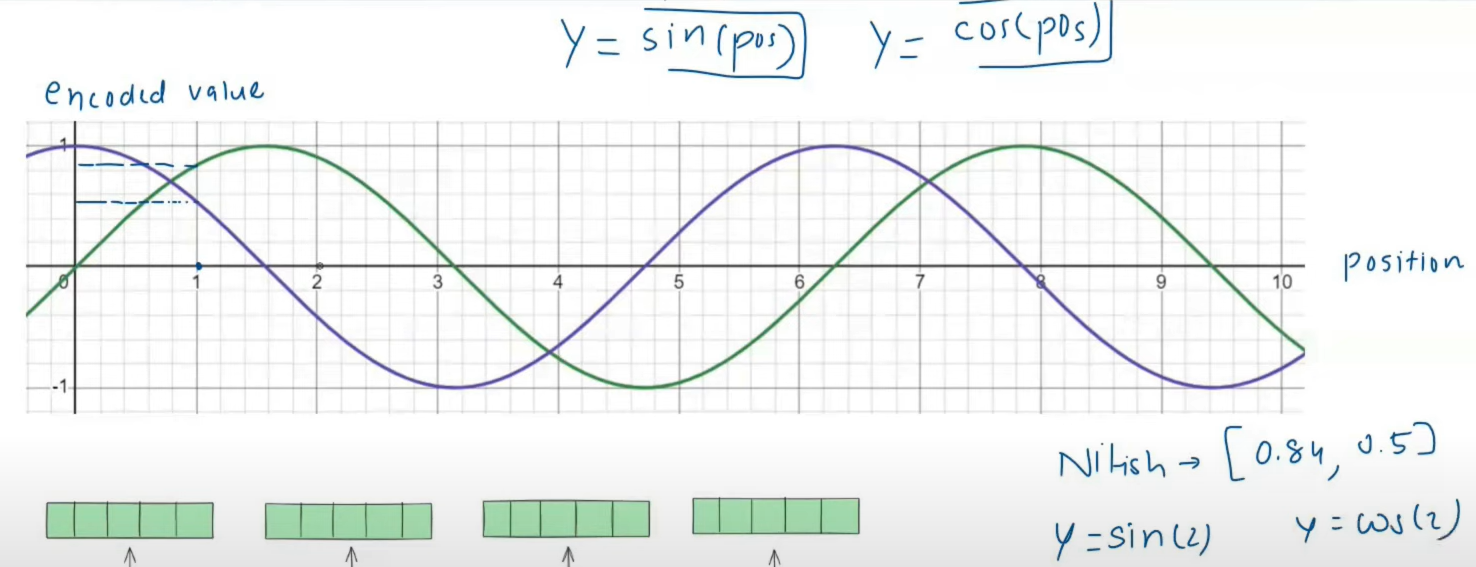 y = sin(pos) y = cos(pos)
encoded value
1
0 1 2 3 4 5 6 7 8 9 10
position
-1
Nitish → [0.84, 0.5]
y = sin(2) y = cos(2)